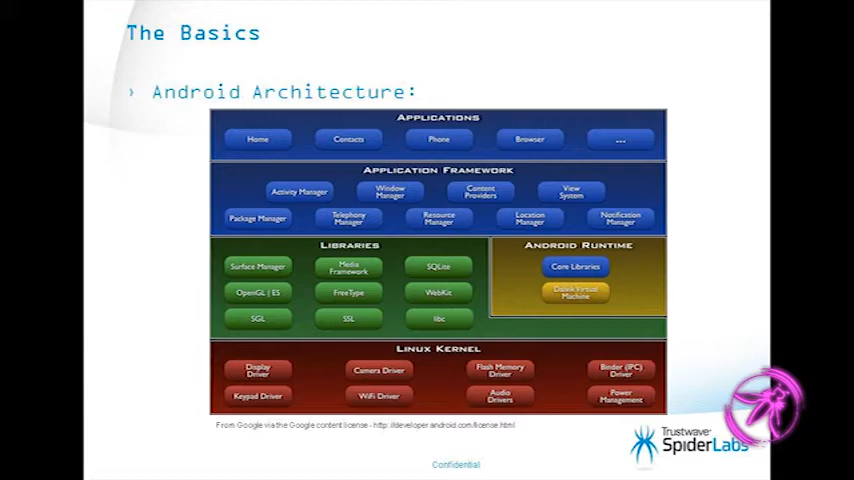 The Basics
› Android Architecture:
APPLICATIONS
Home Contacts Phone Browser ...
APPLICATION FRAMEWORK
Activity Manager Window Manager Content Providers View System
Package Manager Telephony Manager Resource Manager Location Manager Notification Manager
LIBRARIES
Surface Manager Media Framework SQLite
OpenGL | ES FreeType WebKit
SGL SSL libc
ANDROID RUNTIME
Core Libraries
Dalvik Virtual Machine
LINUX KERNEL
Display Driver Camera Driver Flash Memory Driver Binder (IPC) Driver
Keypad Driver WiFi Driver Audio Drivers Power Management
From Google via the Google content license - http://developer.android.com/license.html
Trustwave®
SpiderLabs
Confidential